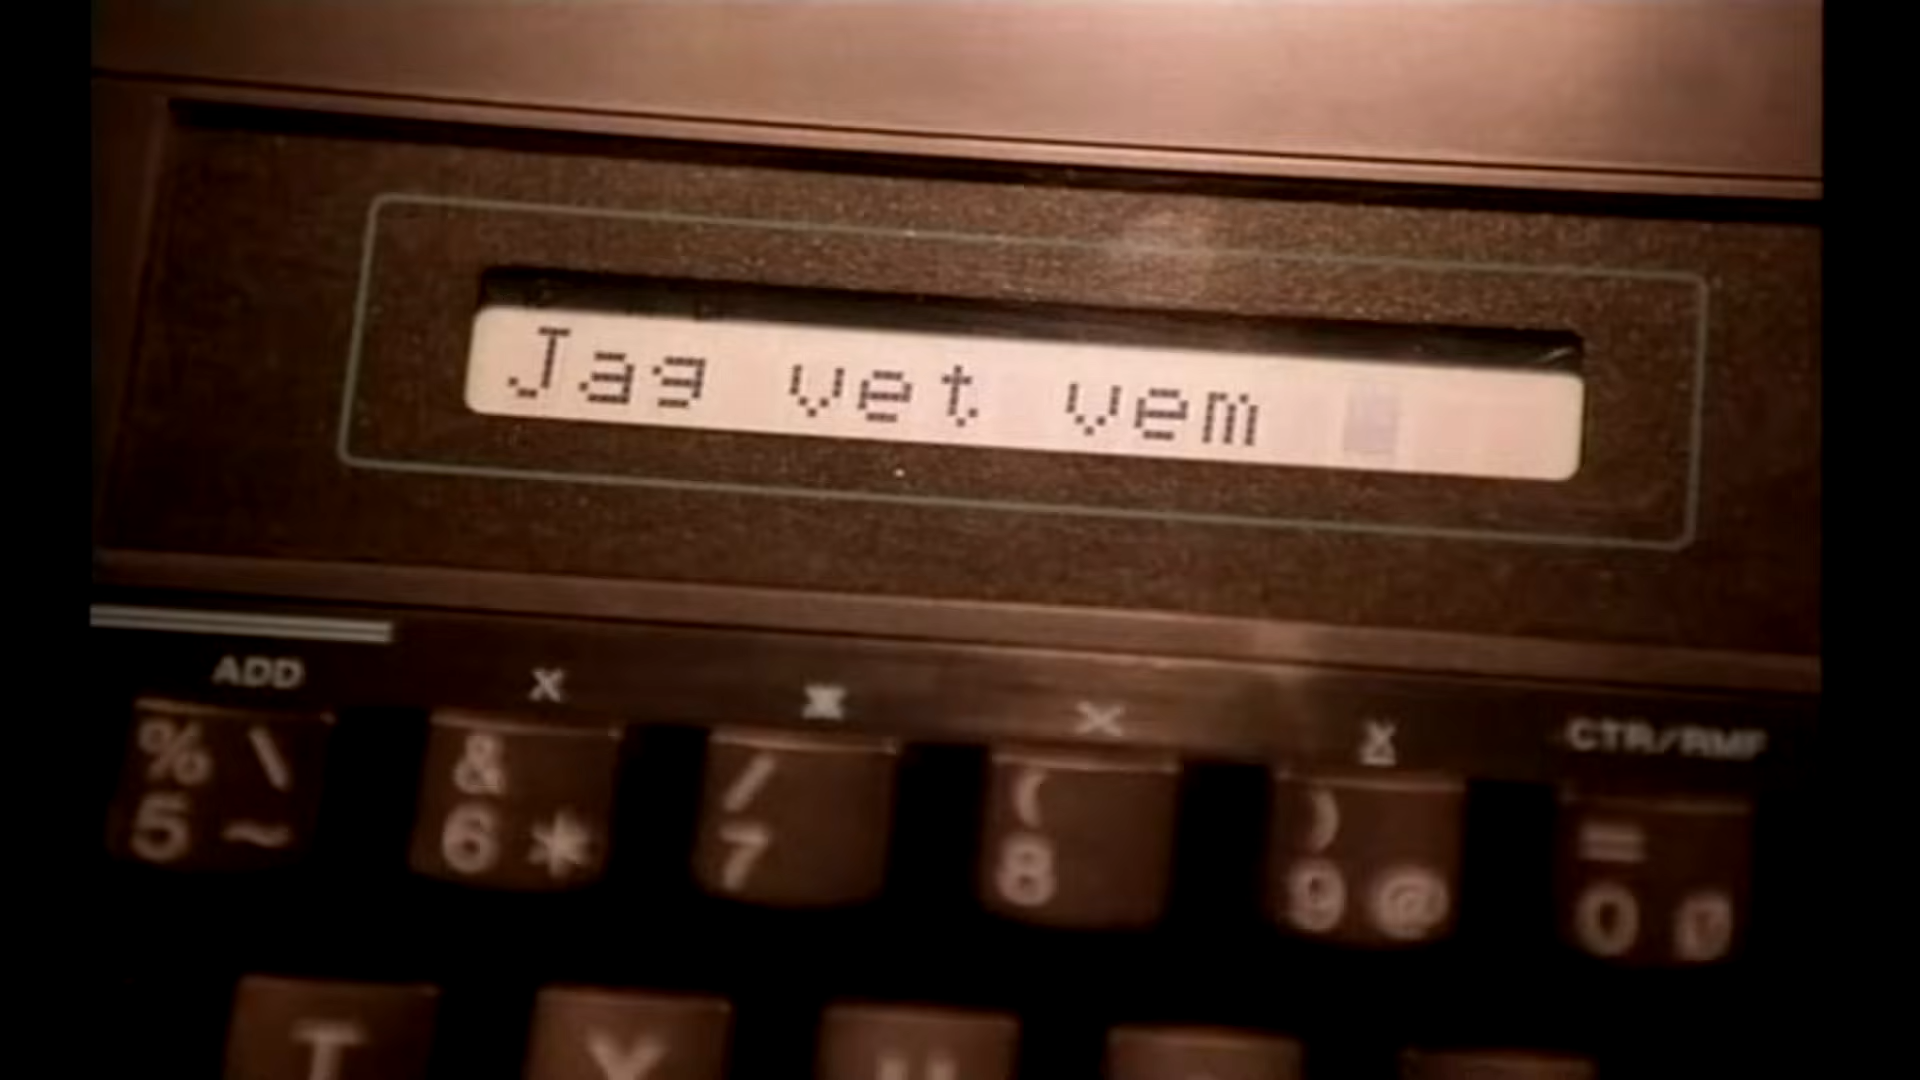 Jag vet vem
ADD X X X X CTR/RMF
% \ & / ( ) =
5 ~ 6 * 7 8 9 @ 0
T Y U